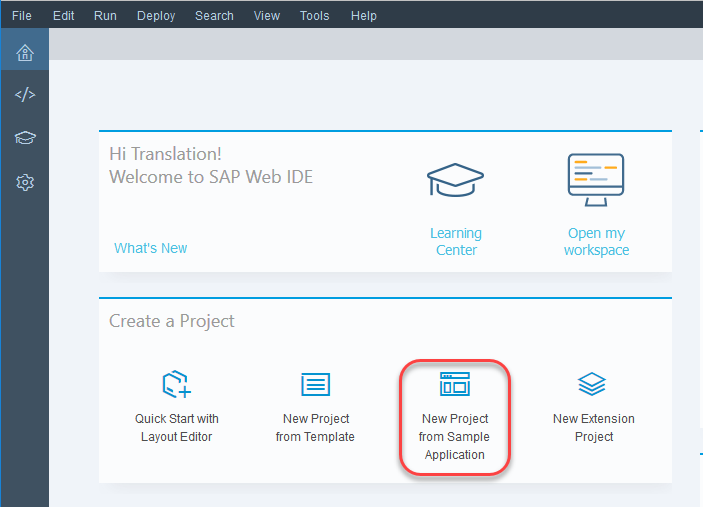 File Edit Run Deploy Search View Tools Help
Hi Translation!
Welcome to SAP Web IDE
What's New
Learning
Center
Open my
workspace
Create a Project
Quick Start with
Layout Editor
New Project
from Template
New Project
from Sample
Application
New Extension
Project